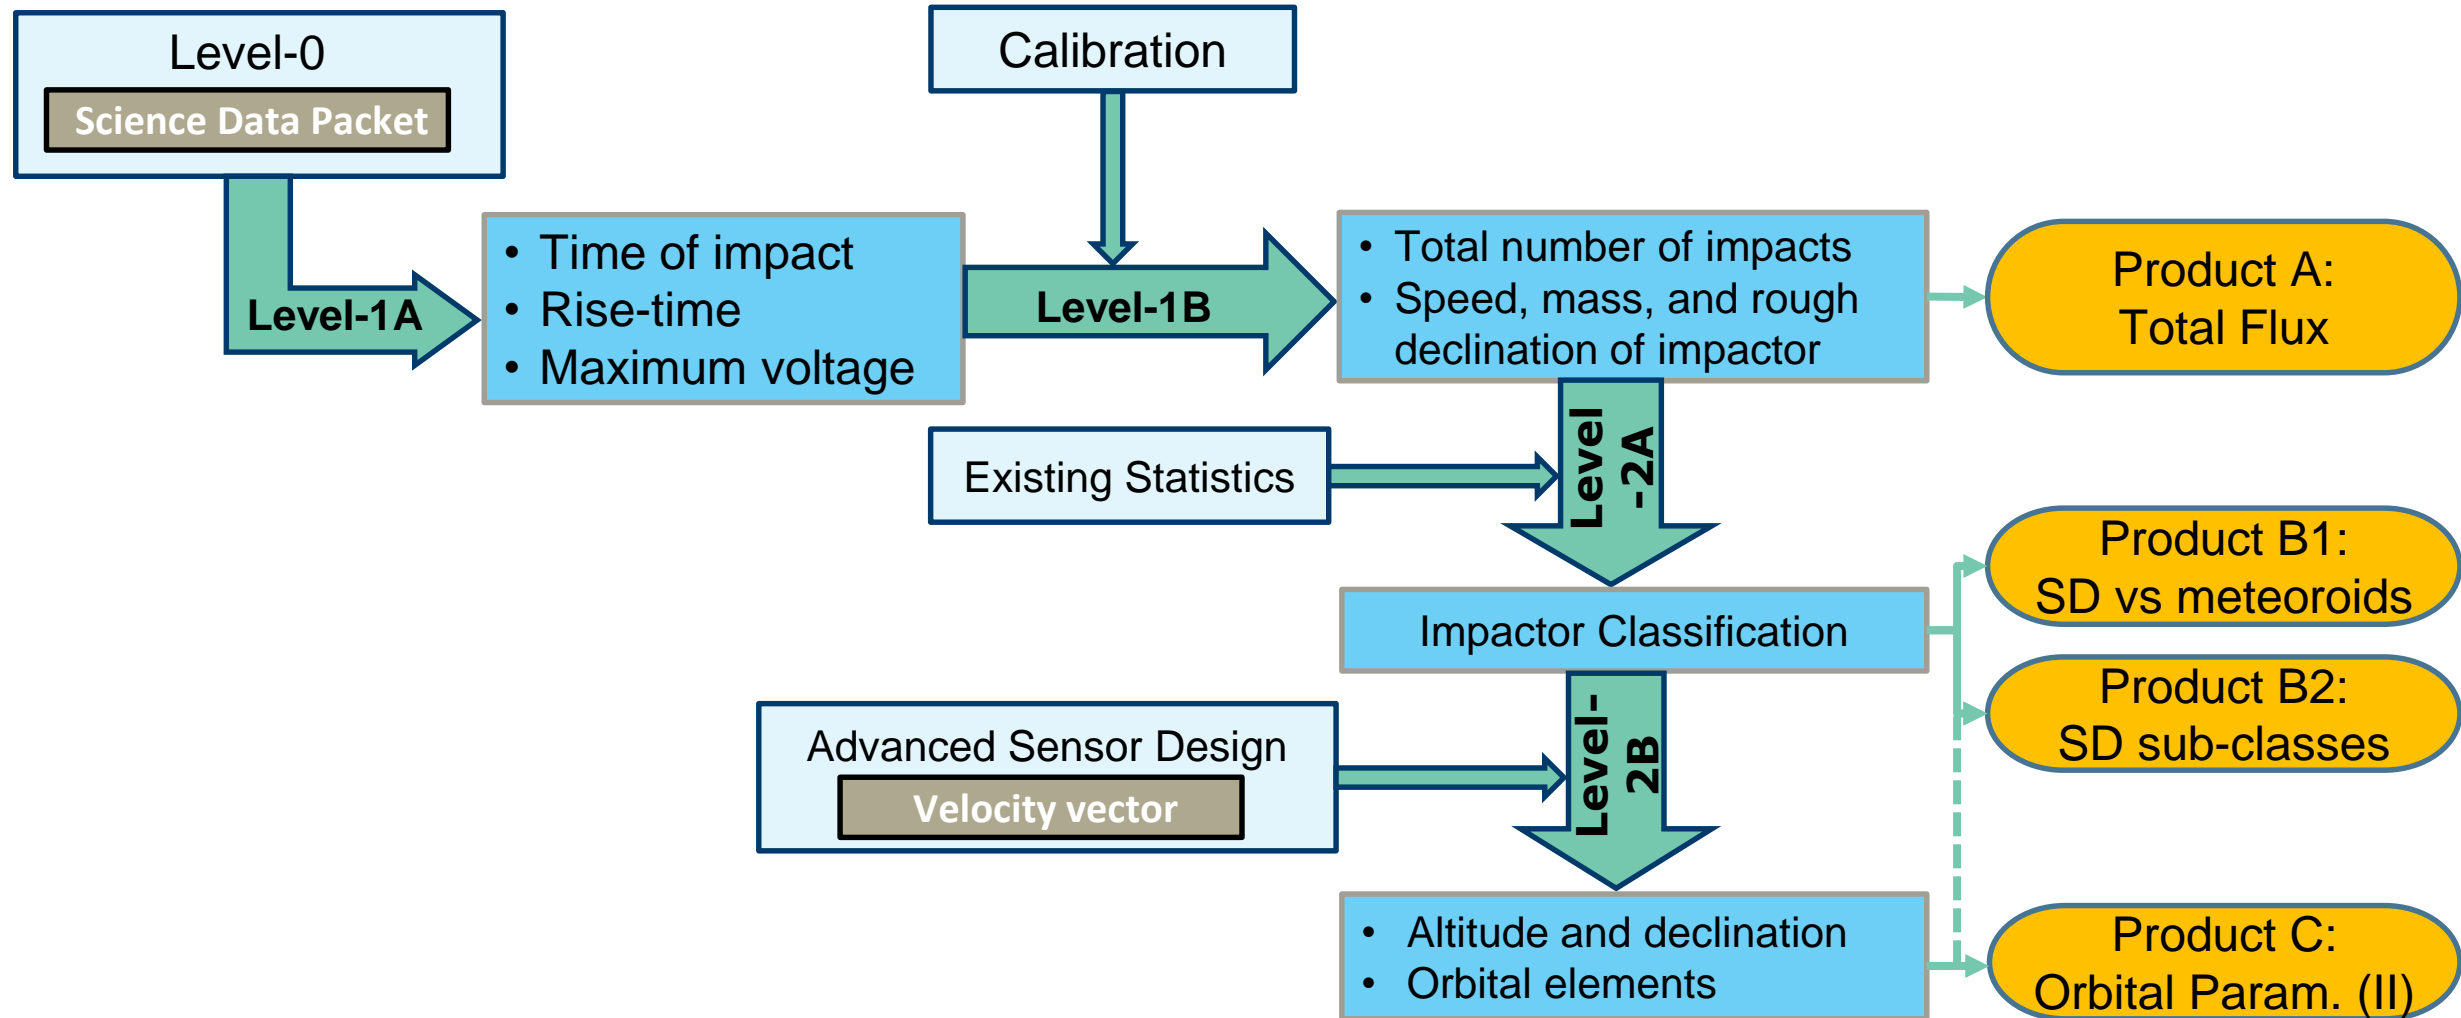 Level-0
Science Data Packet
Calibration
Level-1A
• Time of impact
• Rise-time
• Maximum voltage
Level-1B
• Total number of impacts
• Speed, mass, and rough
declination of impactor
Product A:
Total Flux
Existing Statistics
Level
-2A
Impactor Classification
Product B1:
SD vs meteoroids
Product B2:
SD sub-classes
Advanced Sensor Design
Velocity vector
Level-
2B
• Altitude and declination
• Orbital elements
Product C:
Orbital Param. (II)